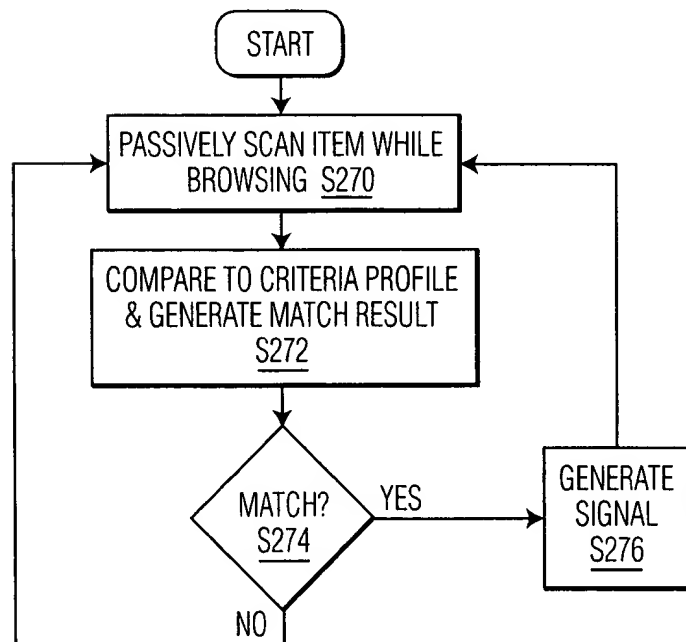 START
PASSIVELY SCAN ITEM WHILE
BROWSING S270
COMPARE TO CRITERIA PROFILE
& GENERATE MATCH RESULT
S272
MATCH?
S274
YES
GENERATE
SIGNAL
S276
NO